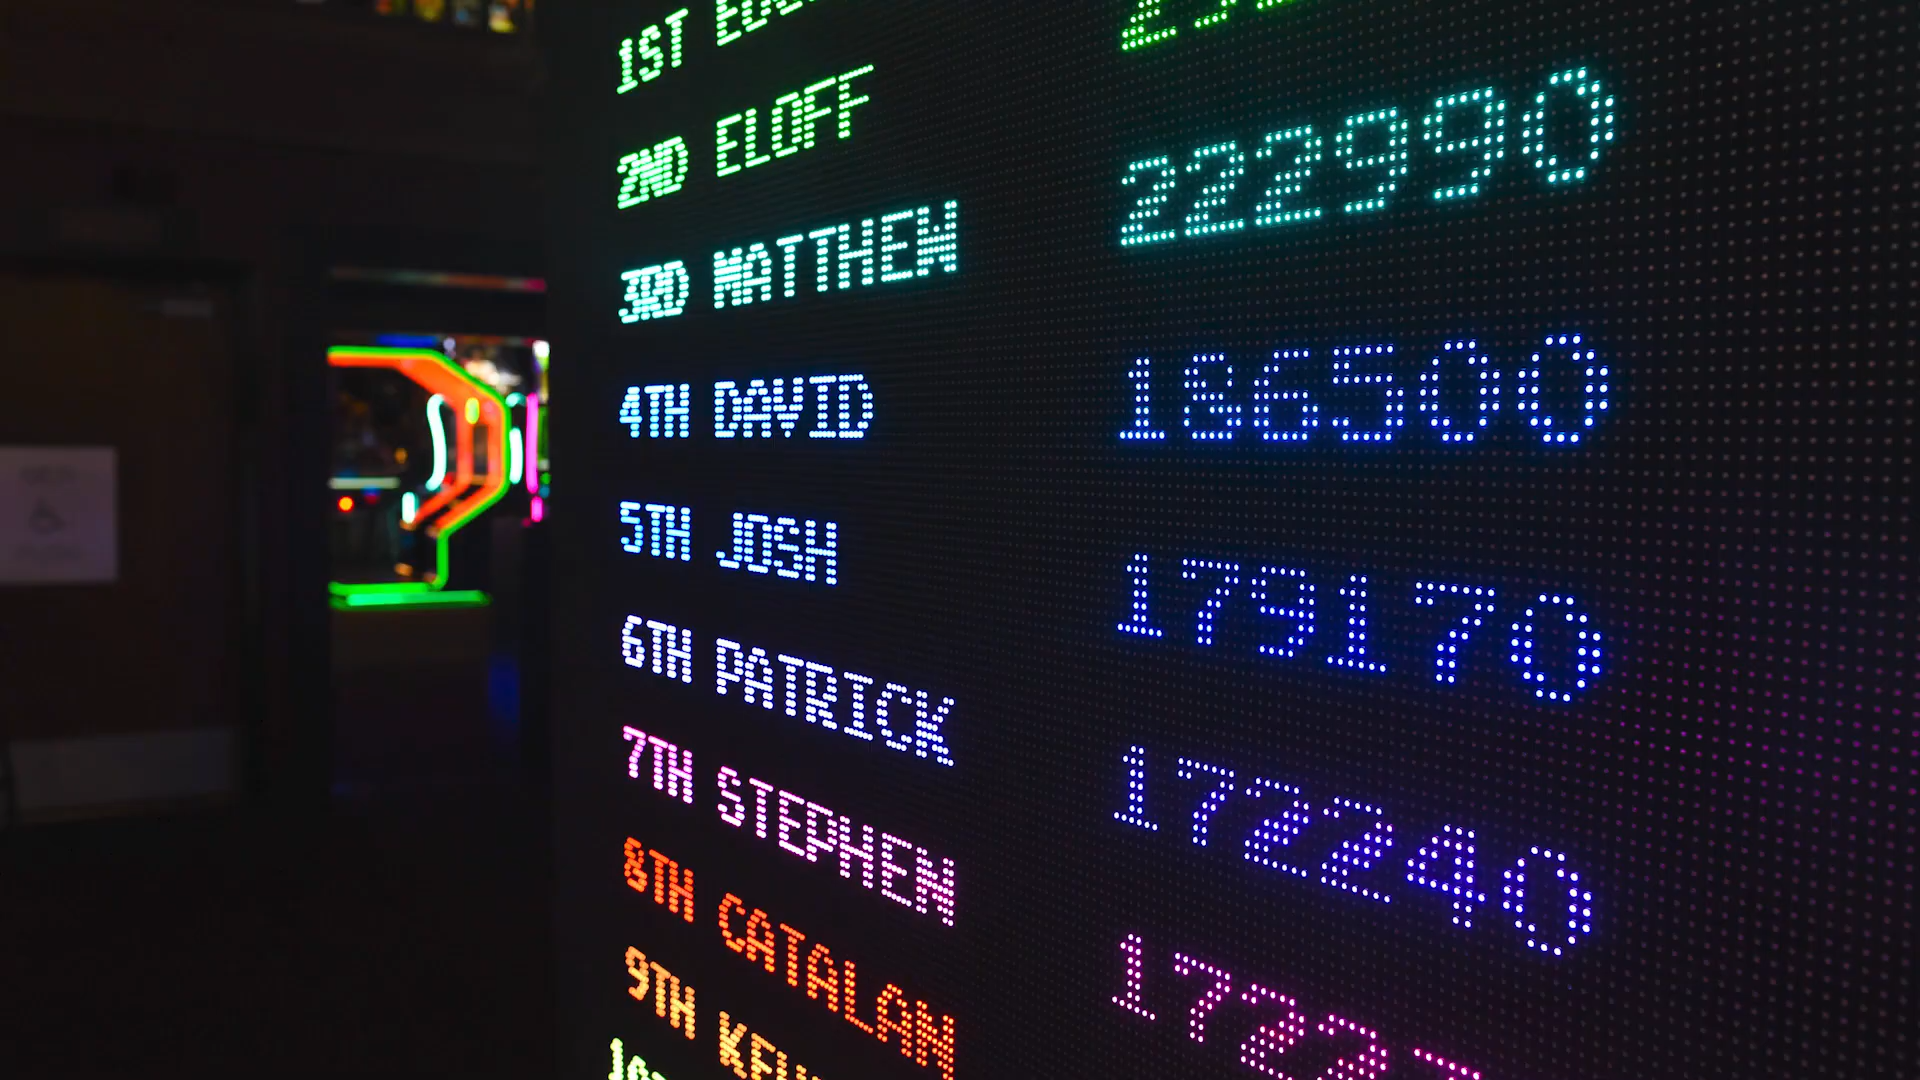 1ST
2ND ELOFF
3RD MATTHEW 222990
4TH DAVID 186500
5TH JOSH 179170
6TH PATRICK 172240
7TH STEPHEN
8TH CATALAN
9TH